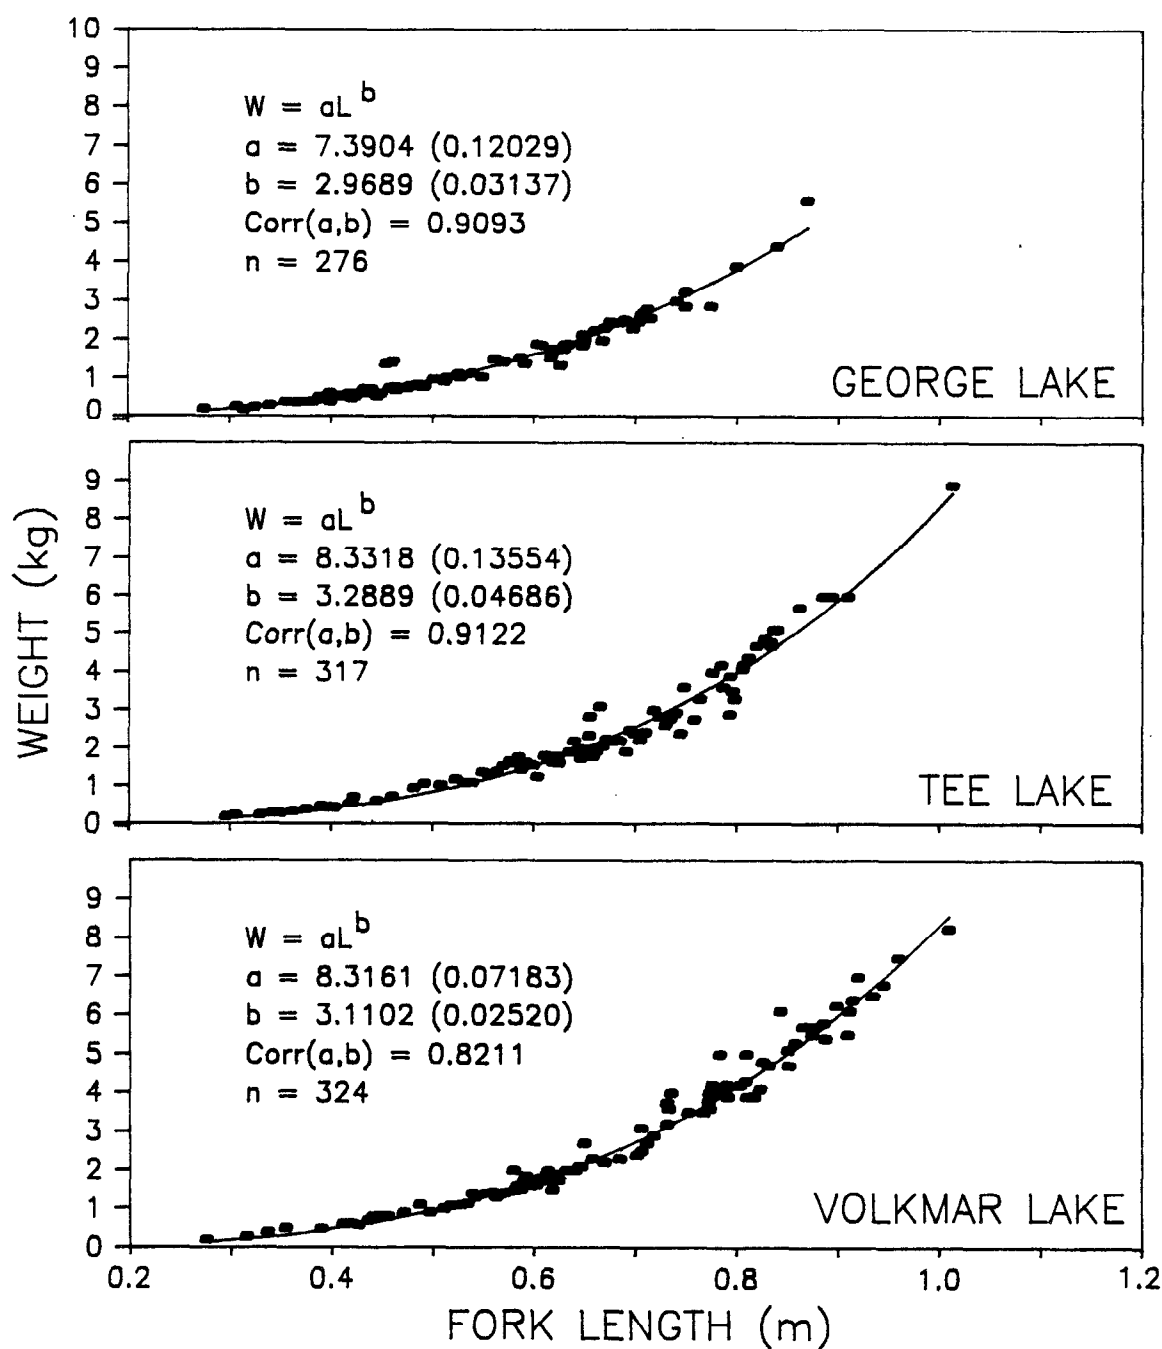 10
9
8
7
6
5
4
3
2
1
0
W = aL^b
a = 7.3904 (0.12029)
b = 2.9689 (0.03137)
Corr(a,b) = 0.9093
n = 276
GEORGE LAKE
9
8
7
6
5
4
3
2
1
0
W = aL^b
a = 8.3318 (0.13554)
b = 3.2889 (0.04686)
Corr(a,b) = 0.9122
n = 317
TEE LAKE
WEIGHT (kg)
9
8
7
6
5
4
3
2
1
0
W = aL^b
a = 8.3161 (0.07183)
b = 3.1102 (0.02520)
Corr(a,b) = 0.8211
n = 324
VOLKMAR LAKE
0.2 0.4 0.6 0.8 1.0 1.2
FORK LENGTH (m)